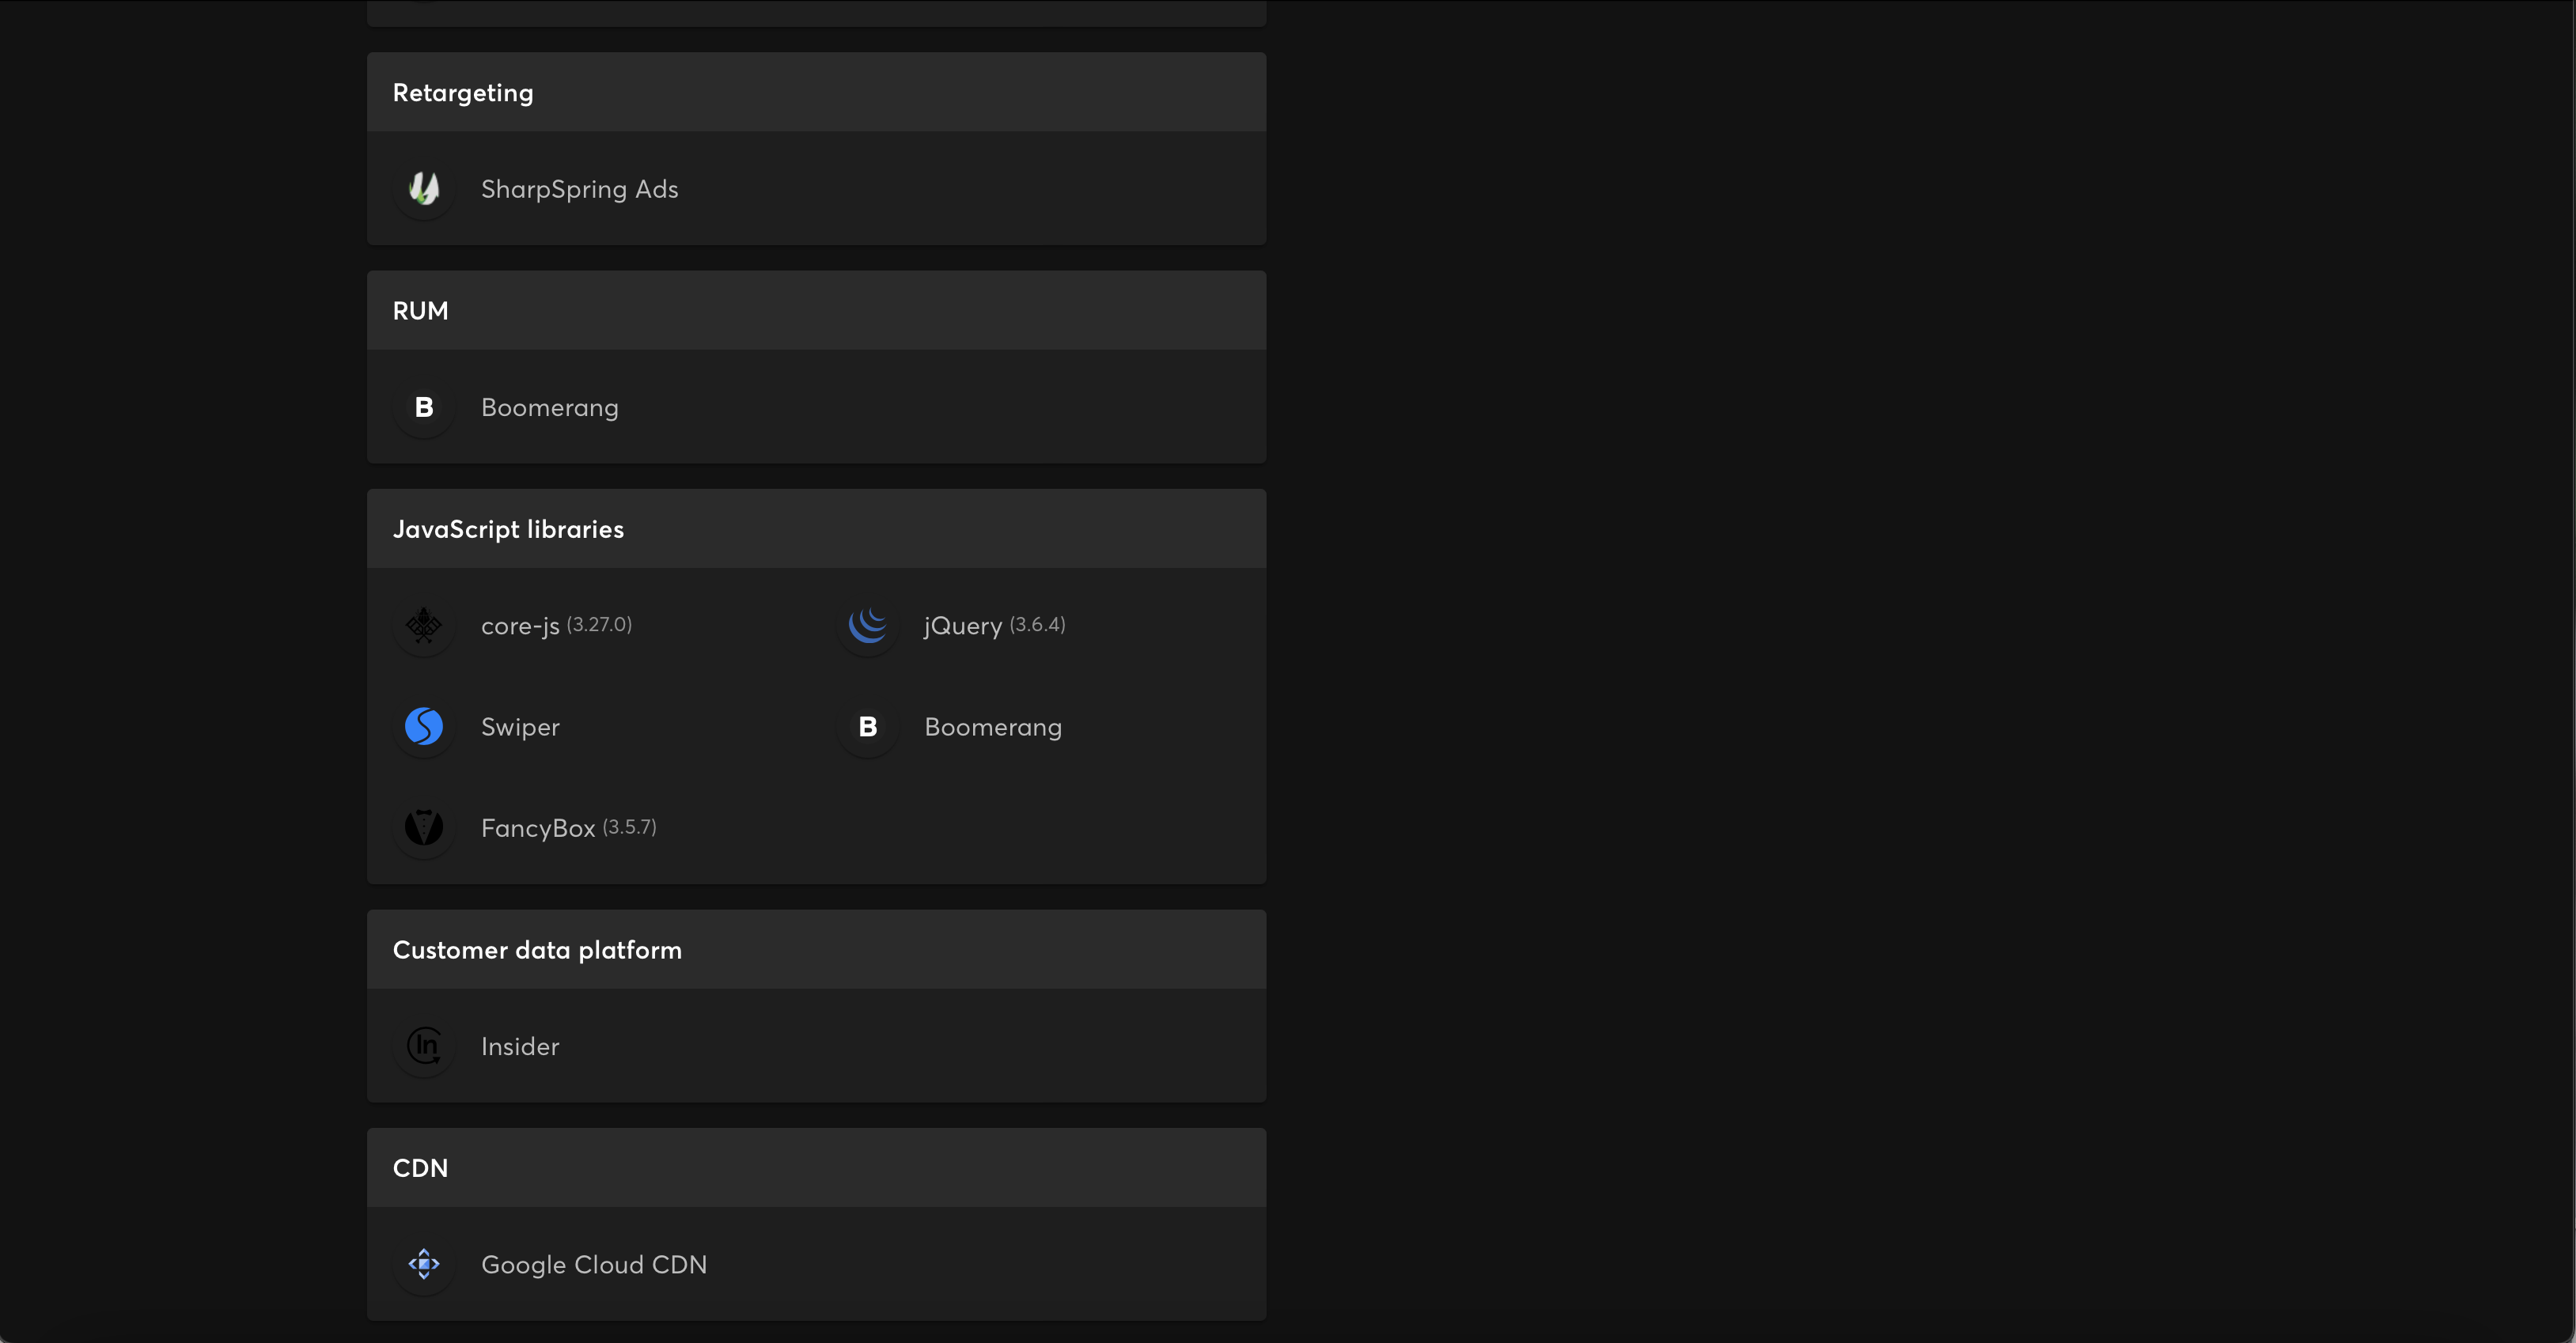 Retargeting
SharpSpring Ads
RUM
B Boomerang
JavaScript libraries
core-js (3.27.0) jQuery (3.6.4)
Swiper B Boomerang
FancyBox (3.5.7)
Customer data platform
In Insider
CDN
Google Cloud CDN